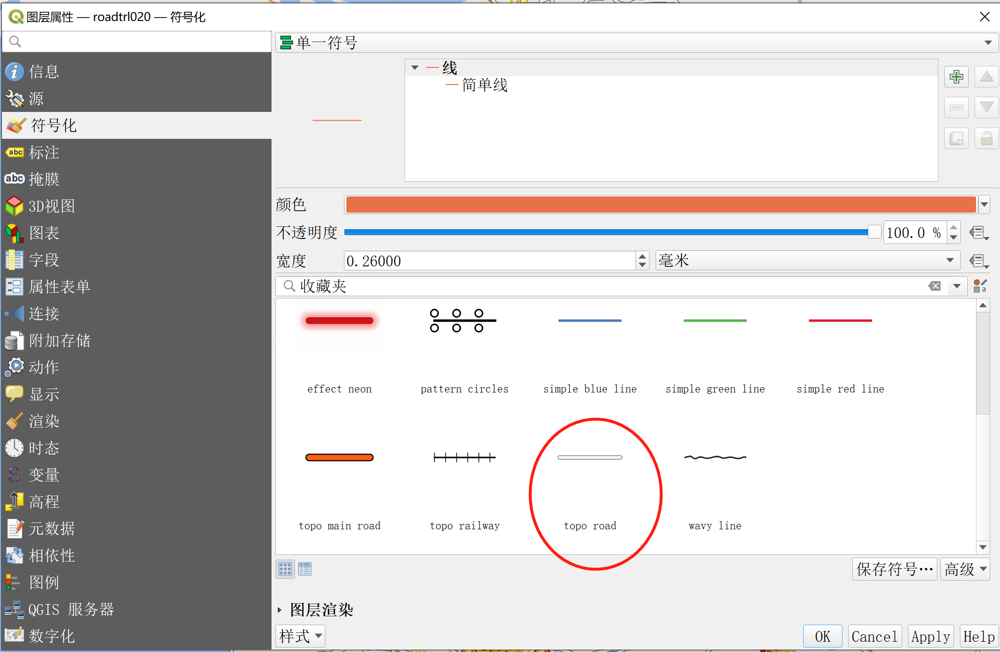 图层属性 — roadtrl020 — 符号化
信息
源
符号化
abc 标注
abc 掩膜
3D视图
图表
字段
属性表单
连接
附加存储
动作
显示
渲染
时态
ε 变量
高程
元数据
相依性
图例
QGIS 服务器
数字化
单一符号
线
简单线
颜色
不透明度 100.0 %
宽度 0.26000 毫米
收藏夹
effect neon pattern circles simple blue line simple green line simple red line
topo main road topo railway topo road wavy line
保存符号… 高级
图层渲染
样式 OK Cancel Apply Help